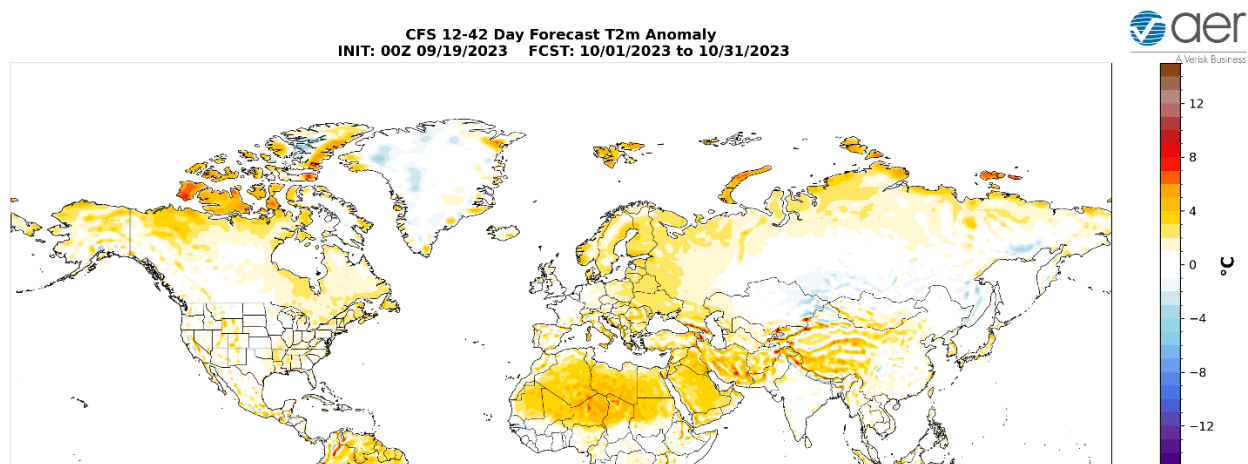 CFS 12-42 Day Forecast T2m Anomaly
INIT: 00Z 09/19/2023 FCST: 10/01/2023 to 10/31/2023
aer
A Verisk Business
12
8
4
0
−4
−8
−12
°C